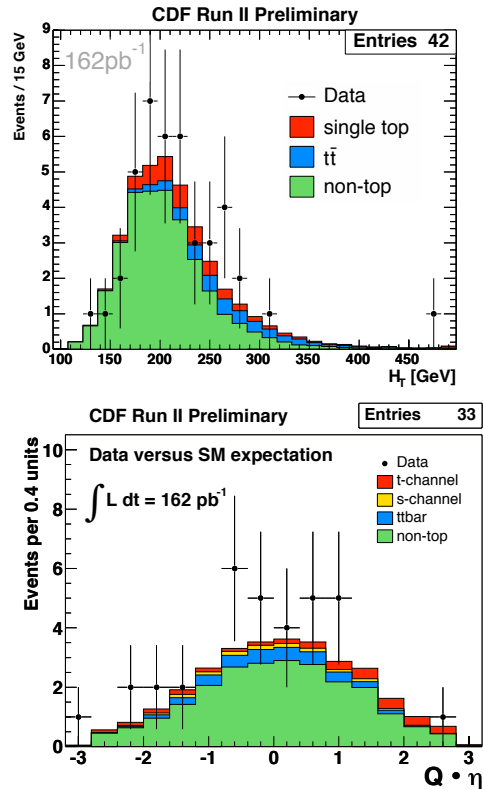 CDF Run II Preliminary
Entries 42
162pb⁻¹
Events / 15 GeV
9
8
7
6
5
4
3
2
1
0
Data
single top
tt̄
non-top
100 150 200 250 300 350 400 450
H_T [GeV]
CDF Run II Preliminary
Entries 33
Data versus SM expectation
∫ L dt = 162 pb⁻¹
Events per 0.4 units
10
8
6
4
2
0
Data
t-channel
s-channel
ttbar
non-top
-3 -2 -1 0 1 2 3
Q • η